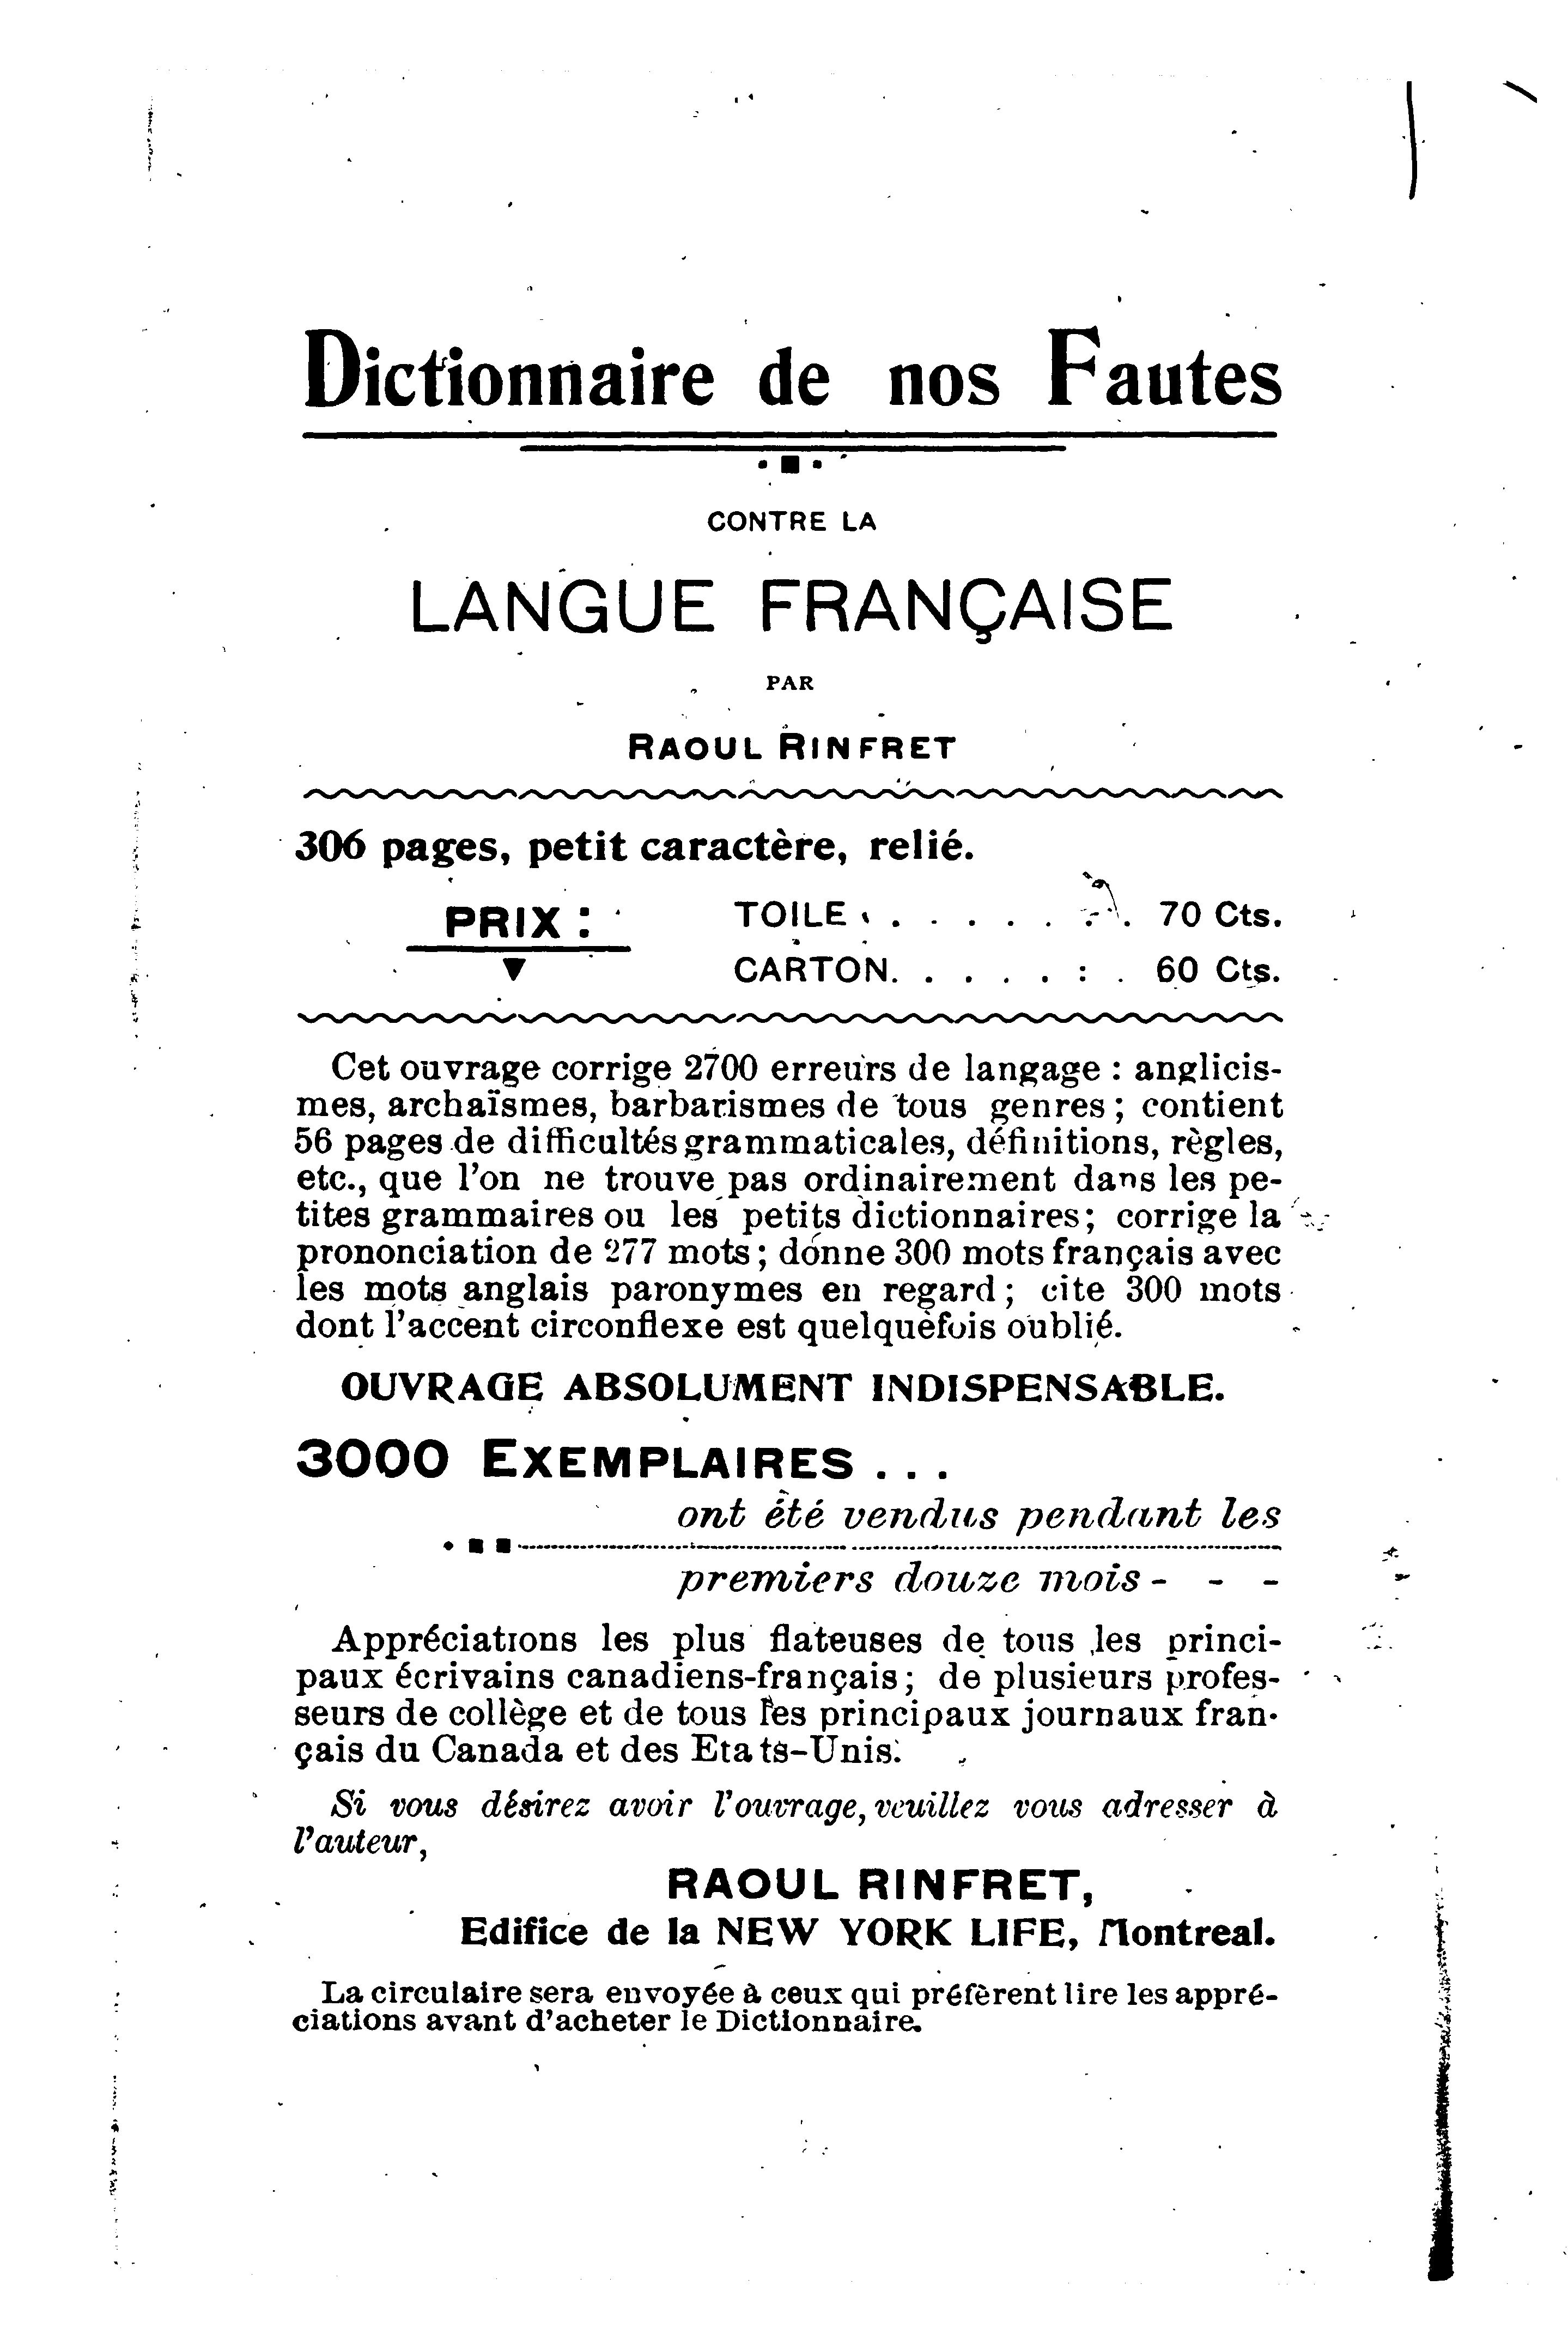 Dictionnaire de nos Fautes
CONTRE LA
LANGUE FRANÇAISE
PAR
RAOUL RINFRET
306 pages, petit caractère, relié.
PRIX : TOILE . . . . . . . . 70 Cts.
CARTON. . . . . : . 60 Cts.
Cet ouvrage corrige 2700 erreurs de langage : anglicis-
mes, archaïsmes, barbarismes de tous genres ; contient
56 pages de difficultés grammaticales, définitions, règles,
etc., que l'on ne trouve pas ordinairement dans les pe-
tites grammaires ou les petits dictionnaires; corrige la
prononciation de 277 mots ; donne 300 mots français avec
les mots anglais paronymes en regard ; cite 300 mots
dont l'accent circonflexe est quelquefois oublié.
OUVRAGE ABSOLUMENT INDISPENSABLE.
3000 EXEMPLAIRES . . .
ont été vendus pendant les
premiers douze mois - - -
Appréciations les plus flateuses de tous les princi-
paux écrivains canadiens-français ; de plusieurs profes-
seurs de collège et de tous les principaux journaux fran-
çais du Canada et des Etats-Unis.
Si vous désirez avoir l'ouvrage, veuillez vous adresser à
l'auteur,
RAOUL RINFRET,
Edifice de la NEW YORK LIFE, Montreal.
La circulaire sera envoyée à ceux qui préfèrent lire les appré-
ciations avant d'acheter le Dictionnaire.